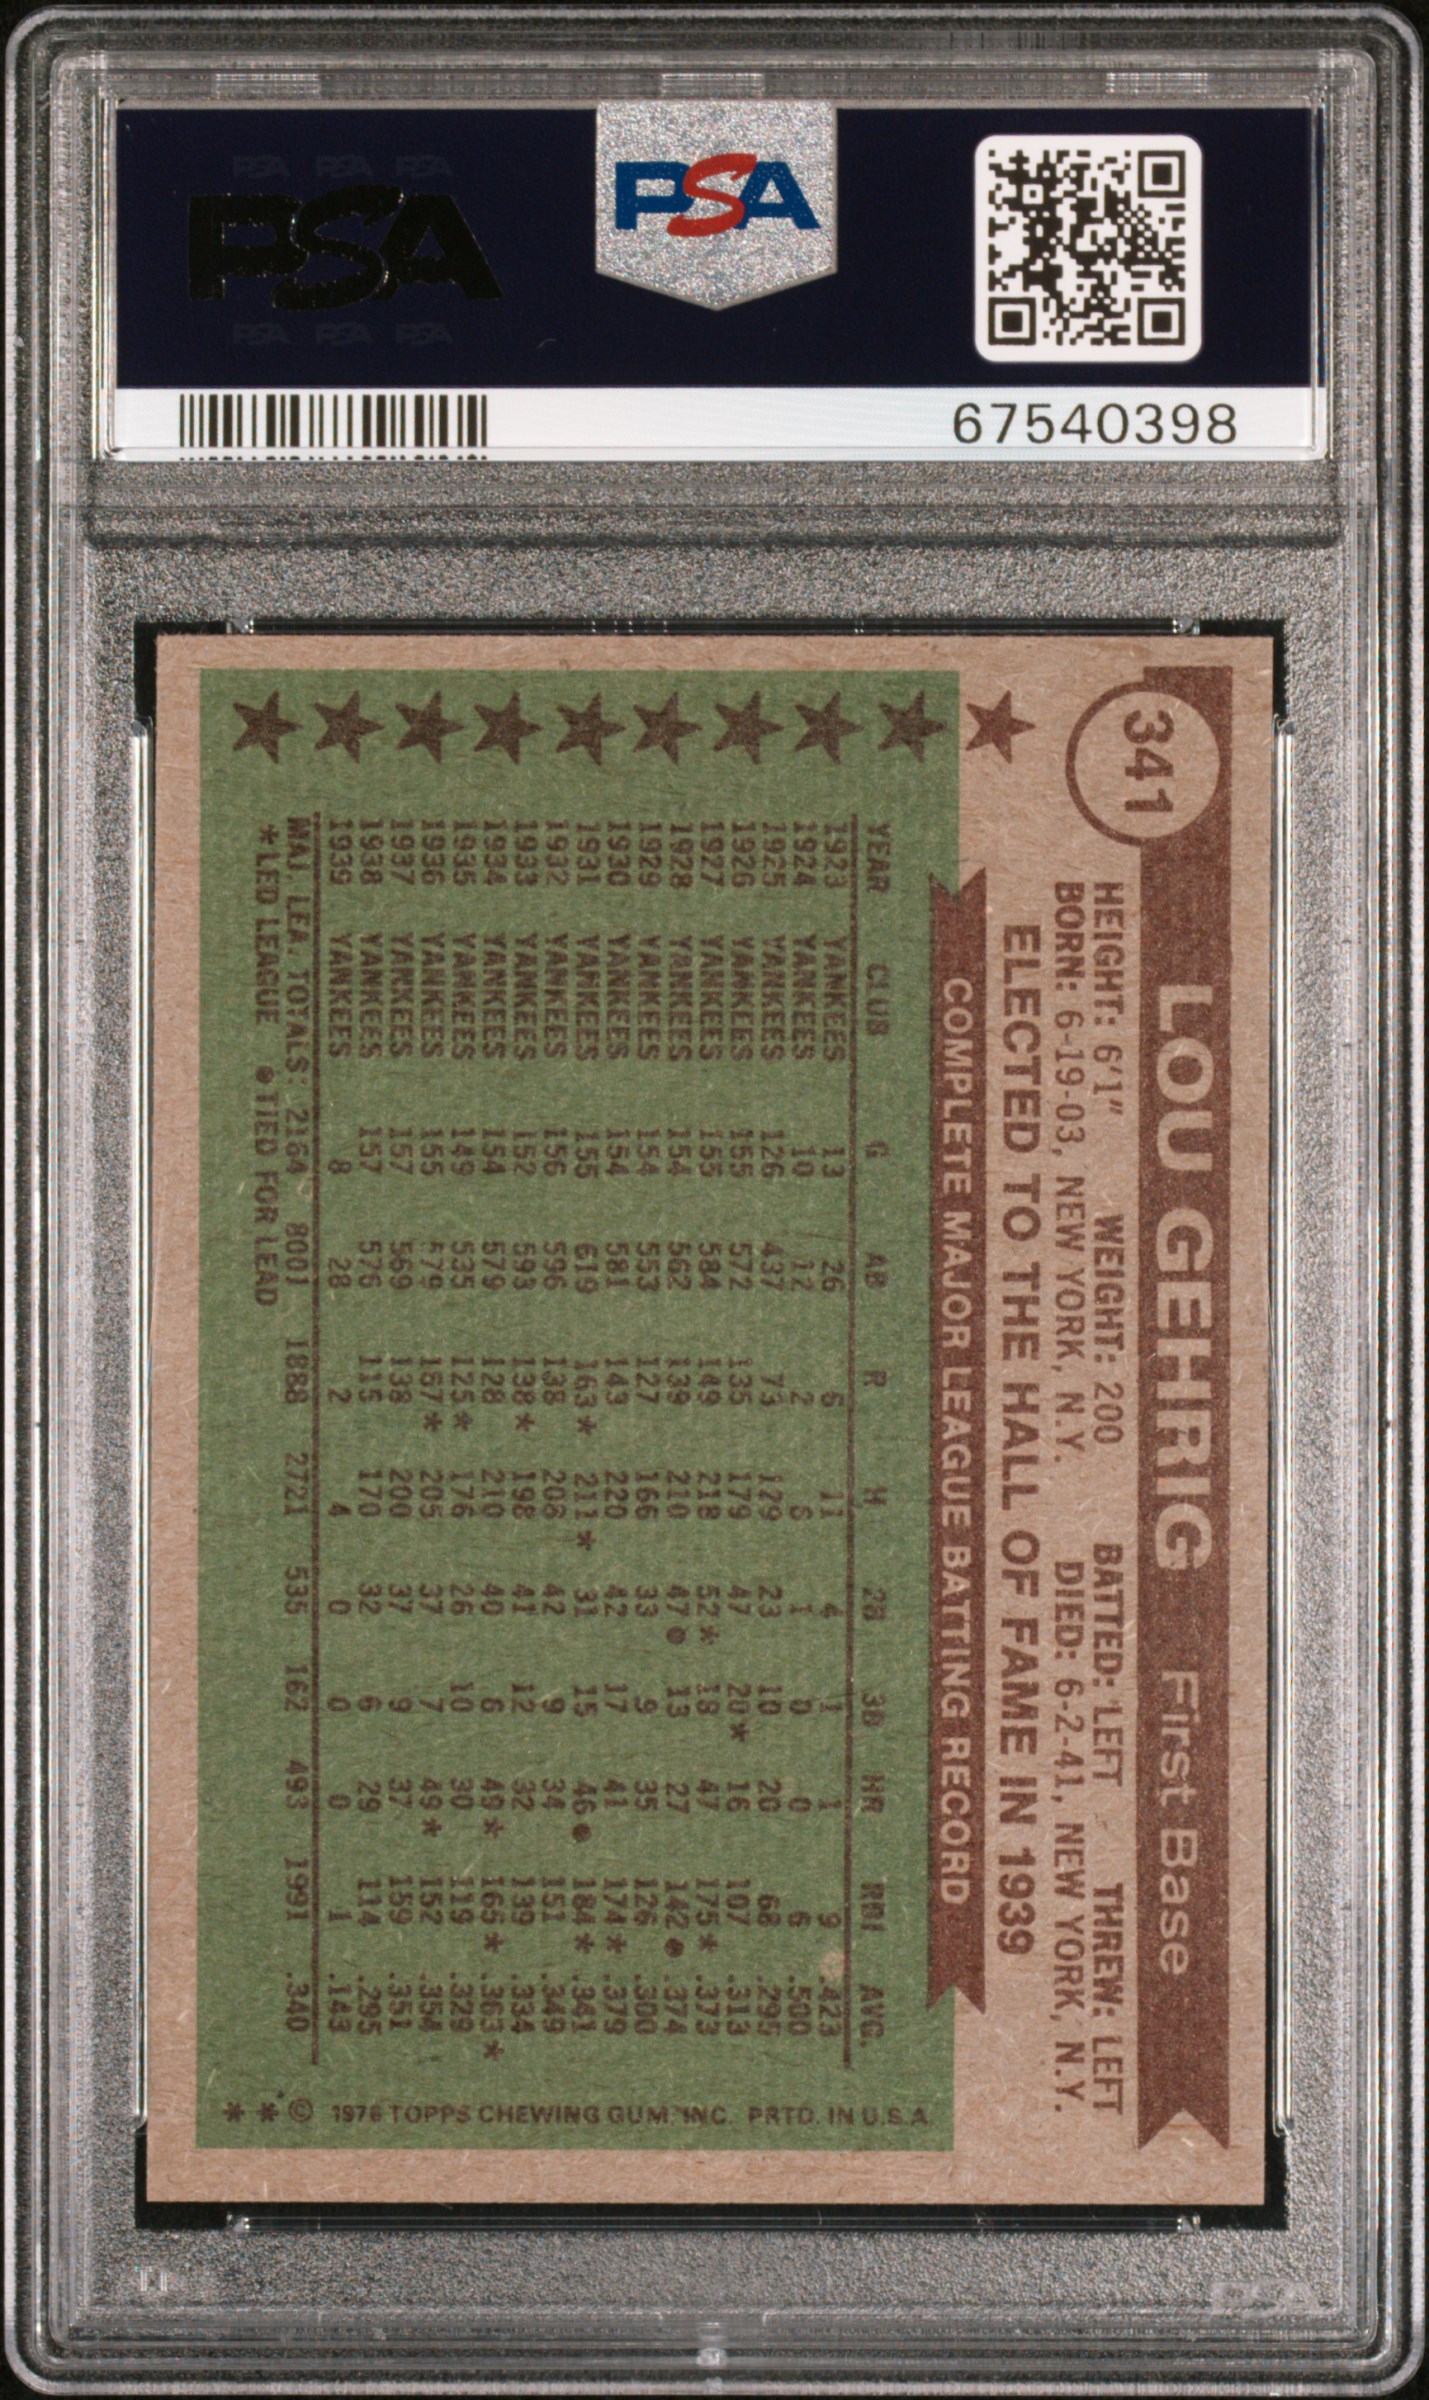 PSA PSA PSA
PSA
PSA PSA PSA
PSA
67540398
341
LOU GEHRIG First Base
HEIGHT: 6'1" WEIGHT: 200 BATTED: LEFT THREW: LEFT
BORN: 6-19-03, NEW YORK, N.Y. DIED: 6-2-41, NEW YORK, N.Y.
ELECTED TO THE HALL OF FAME IN 1939
COMPLETE MAJOR LEAGUE BATTING RECORD
YEAR CLUB G AB R H 2B 3B HR RBI AVG.
1923 YANKEES 13 26 6 11 4 1 1 9 .423
1924 YANKEES 10 12 2 6 1 0 0 6 .500
1925 YANKEES 126 437 73 129 23 10 20 68 .295
1926 YANKEES 155 572 135 179 47 20* 16 107 .313
1927 YANKEES 155 584 149 218 52* 18 47 175* .373
1928 YANKEES 154 562 139 210 47● 13 27 142● .374
1929 YANKEES 154 553 127 166 33 9 35 126 .300
1930 YANKEES 154 581 143 220 42 17 41 174* .379
1931 YANKEES 155 619 163* 211* 31 15 46● 184* .341
1932 YANKEES 156 596 138 208 42 9 34 151 .349
1933 YANKEES 152 593 138* 198 41 12 32 139 .334
1934 YANKEES 154 579 128 210 40 6 49* 165* .363*
1935 YANKEES 149 535 125* 176 26 10 30 119 .329
1936 YANKEES 155 579 167* 205 37 7 49* 152 .354
1937 YANKEES 157 569 138 200 37 9 37 159 .351
1938 YANKEES 157 576 115 170 32 6 29 114 .295
1939 YANKEES 8 28 2 4 0 0 0 1 .143
MAJ. LEA. TOTALS: 2164 8001 1888 2721 535 162 493 1991 .340
*LED LEAGUE ●TIED FOR LEAD
* * © 1976 TOPPS CHEWING GUM, INC. PRTD. IN U.S.A.
PSA